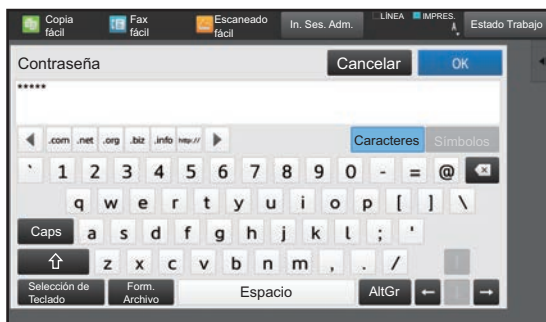 Copia fácil
Fax fácil
Escaneado fácil
In. Ses. Adm.
LÍNEA
IMPRES.
Estado Trabajo
Contraseña
Cancelar
OK
*****
.com .net .org .biz .info http://
Caracteres
Símbolos
` 1 2 3 4 5 6 7 8 9 0 - = @
q w e r t y u i o p [ ] \
Caps a s d f g h j k l ; '
z x c v b n m , . /
Selección de Teclado
Form. Archivo
Espacio
AltGr